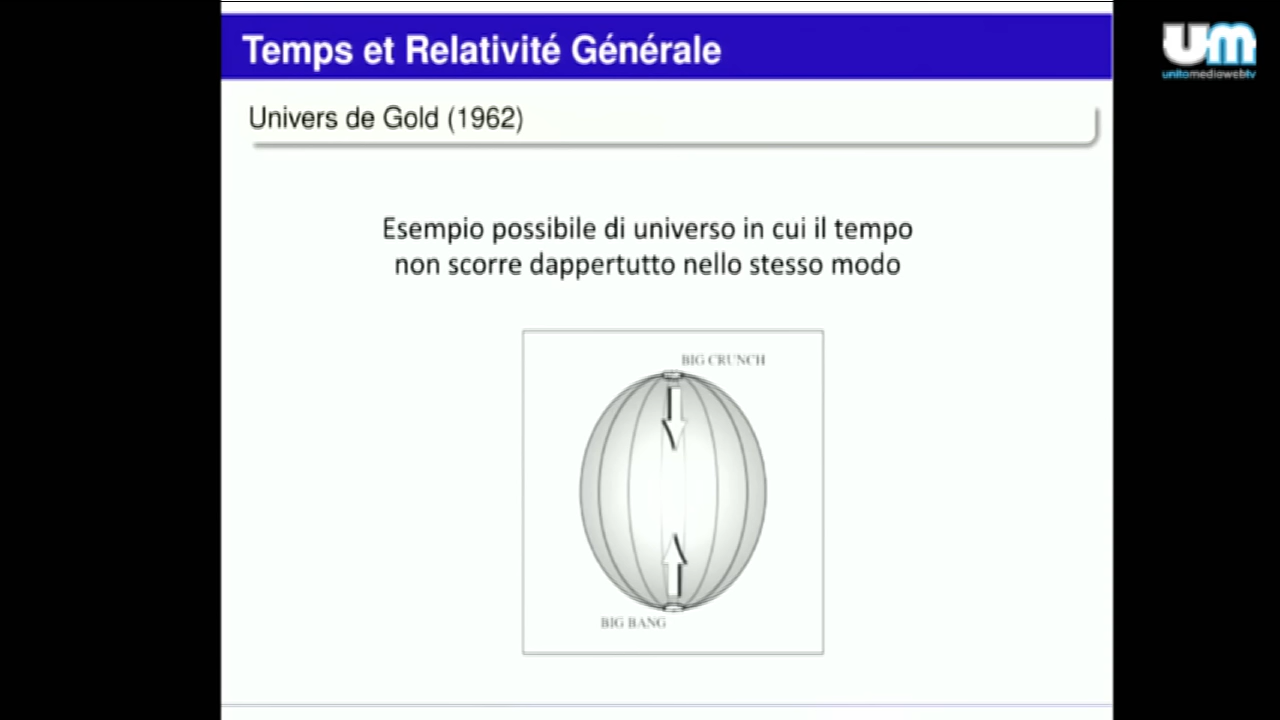 Temps et Relativité Générale
um
unitomediawebtv
Univers de Gold (1962)
Esempio possibile di universo in cui il tempo
non scorre dappertutto nello stesso modo
BIG CRUNCH
BIG BANG